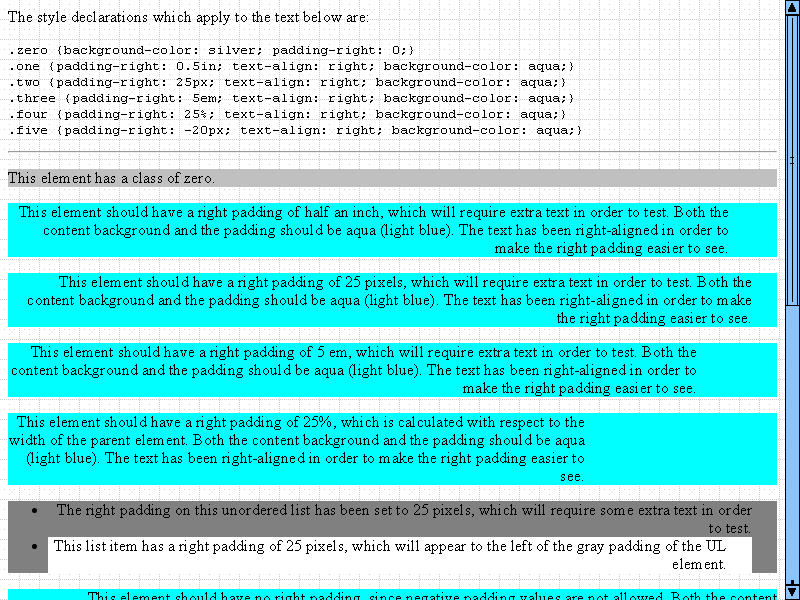 The style declarations which apply to the text below are:
.zero {background-color: silver; padding-right: 0;}
.one {padding-right: 0.5in; text-align: right; background-color: aqua;}
.two {padding-right: 25px; text-align: right; background-color: aqua;}
.three {padding-right: 5em; text-align: right; background-color: aqua;}
.four {padding-right: 25%; text-align: right; background-color: aqua;}
.five {padding-right: -20px; text-align: right; background-color: aqua;}
This element has a class of zero.
This element should have a right padding of half an inch, which will require extra text in order to test. Both the
content background and the padding should be aqua (light blue). The text has been right-aligned in order to
make the right padding easier to see.
This element should have a right padding of 25 pixels, which will require extra text in order to test. Both the
content background and the padding should be aqua (light blue). The text has been right-aligned in order to make
the right padding easier to see.
This element should have a right padding of 5 em, which will require extra text in order to test. Both the
content background and the padding should be aqua (light blue). The text has been right-aligned in order to
make the right padding easier to see.
This element should have a right padding of 25%, which is calculated with respect to the
width of the parent element. Both the content background and the padding should be aqua
(light blue). The text has been right-aligned in order to make the right padding easier to
see.
• The right padding on this unordered list has been set to 25 pixels, which will require some extra text in order
to test.
• This list item has a right padding of 25 pixels, which will appear to the left of the gray padding of the UL
element.
This element should have no right padding, since negative padding values are not allowed. Both the content